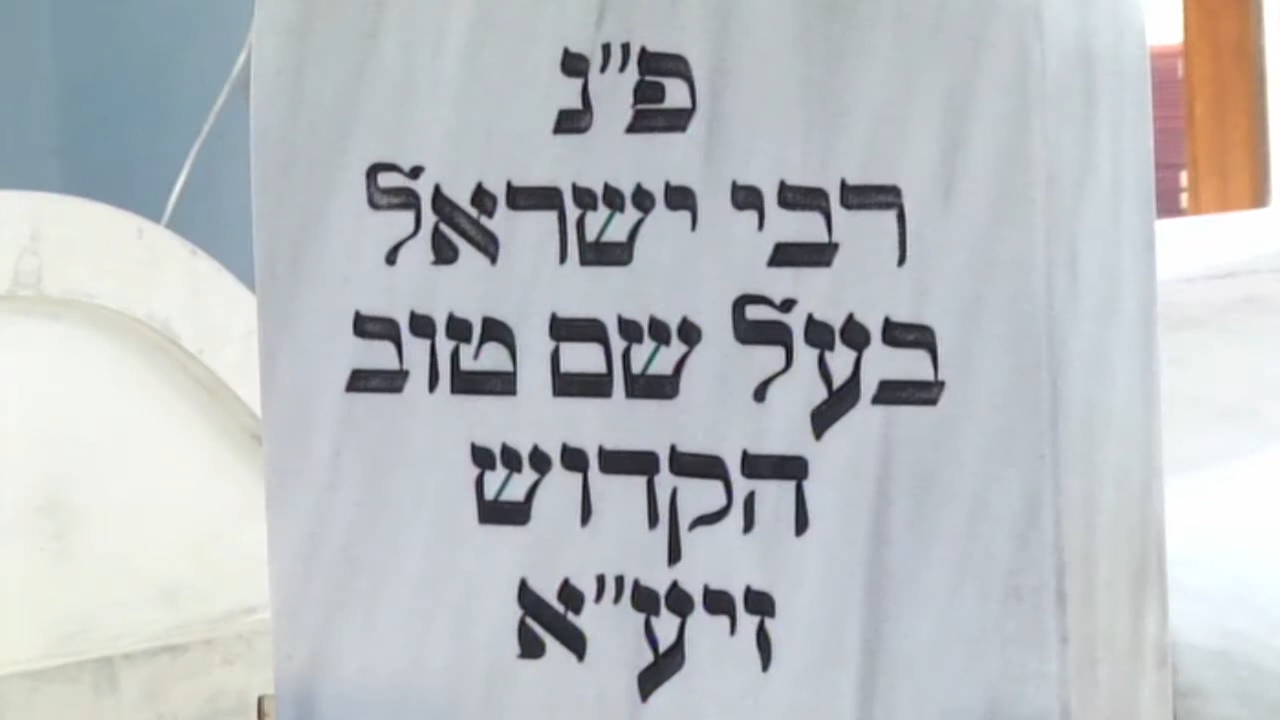 פ"נ
רבי ישראל
בעל שם טוב
הקדוש
זיע"א